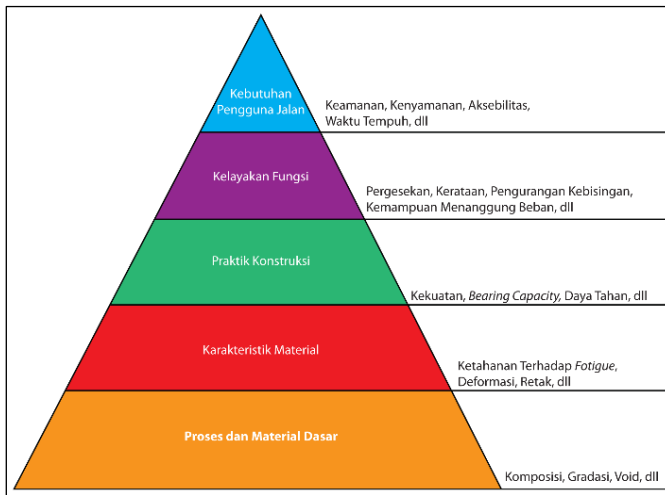 Kebutuhan
Pengguna Jalan
Keamanan, Kenyamanan, Aksebilitas,
Waktu Tempuh, dll
Kelayakan Fungsi
Pergesekan, Kerataan, Pengurangan Kebisingan,
Kemampuan Menanggung Beban, dll
Praktik Konstruksi
Kekuatan, Bearing Capacity, Daya Tahan, dll
Karakteristik Material
Ketahanan Terhadap Fotigue,
Deformasi, Retak, dll
Proses dan Material Dasar
Komposisi, Gradasi, Void, dll